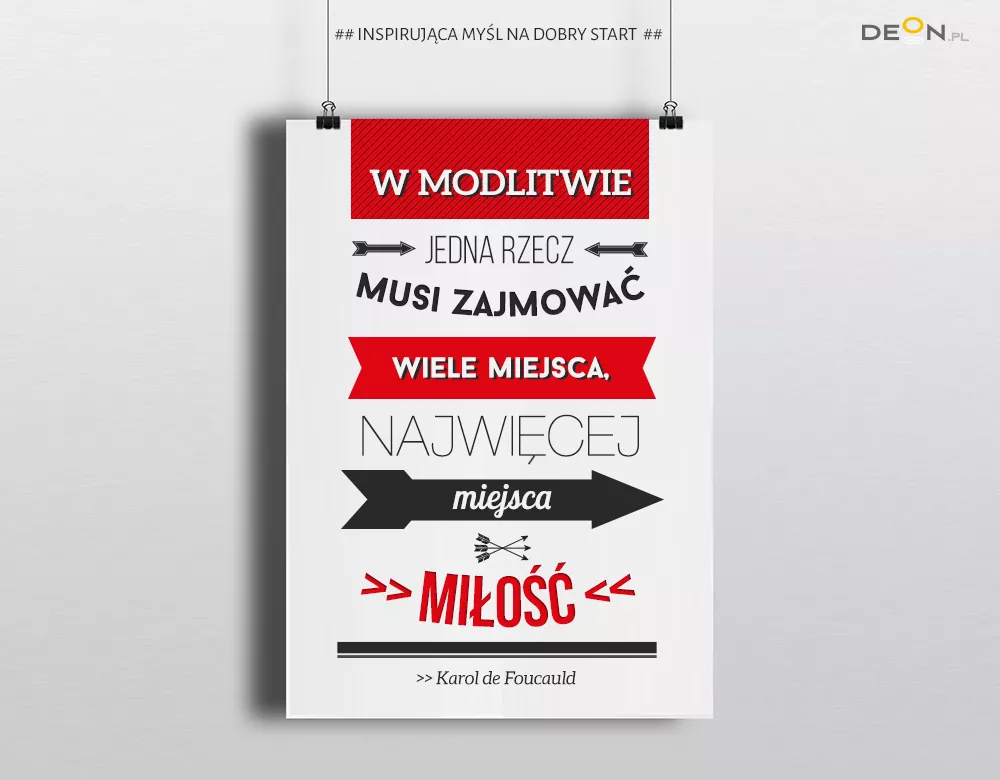 ## INSPIRUJĄCA MYŚL NA DOBRY START ##
DEON.PL
W MODLITWIE
JEDNA RZECZ
MUSI ZAJMOWAĆ
WIELE MIEJSCA,
NAJWIĘCEJ
miejsca
>> MIŁOŚĆ <<
>> Karol de Foucauld